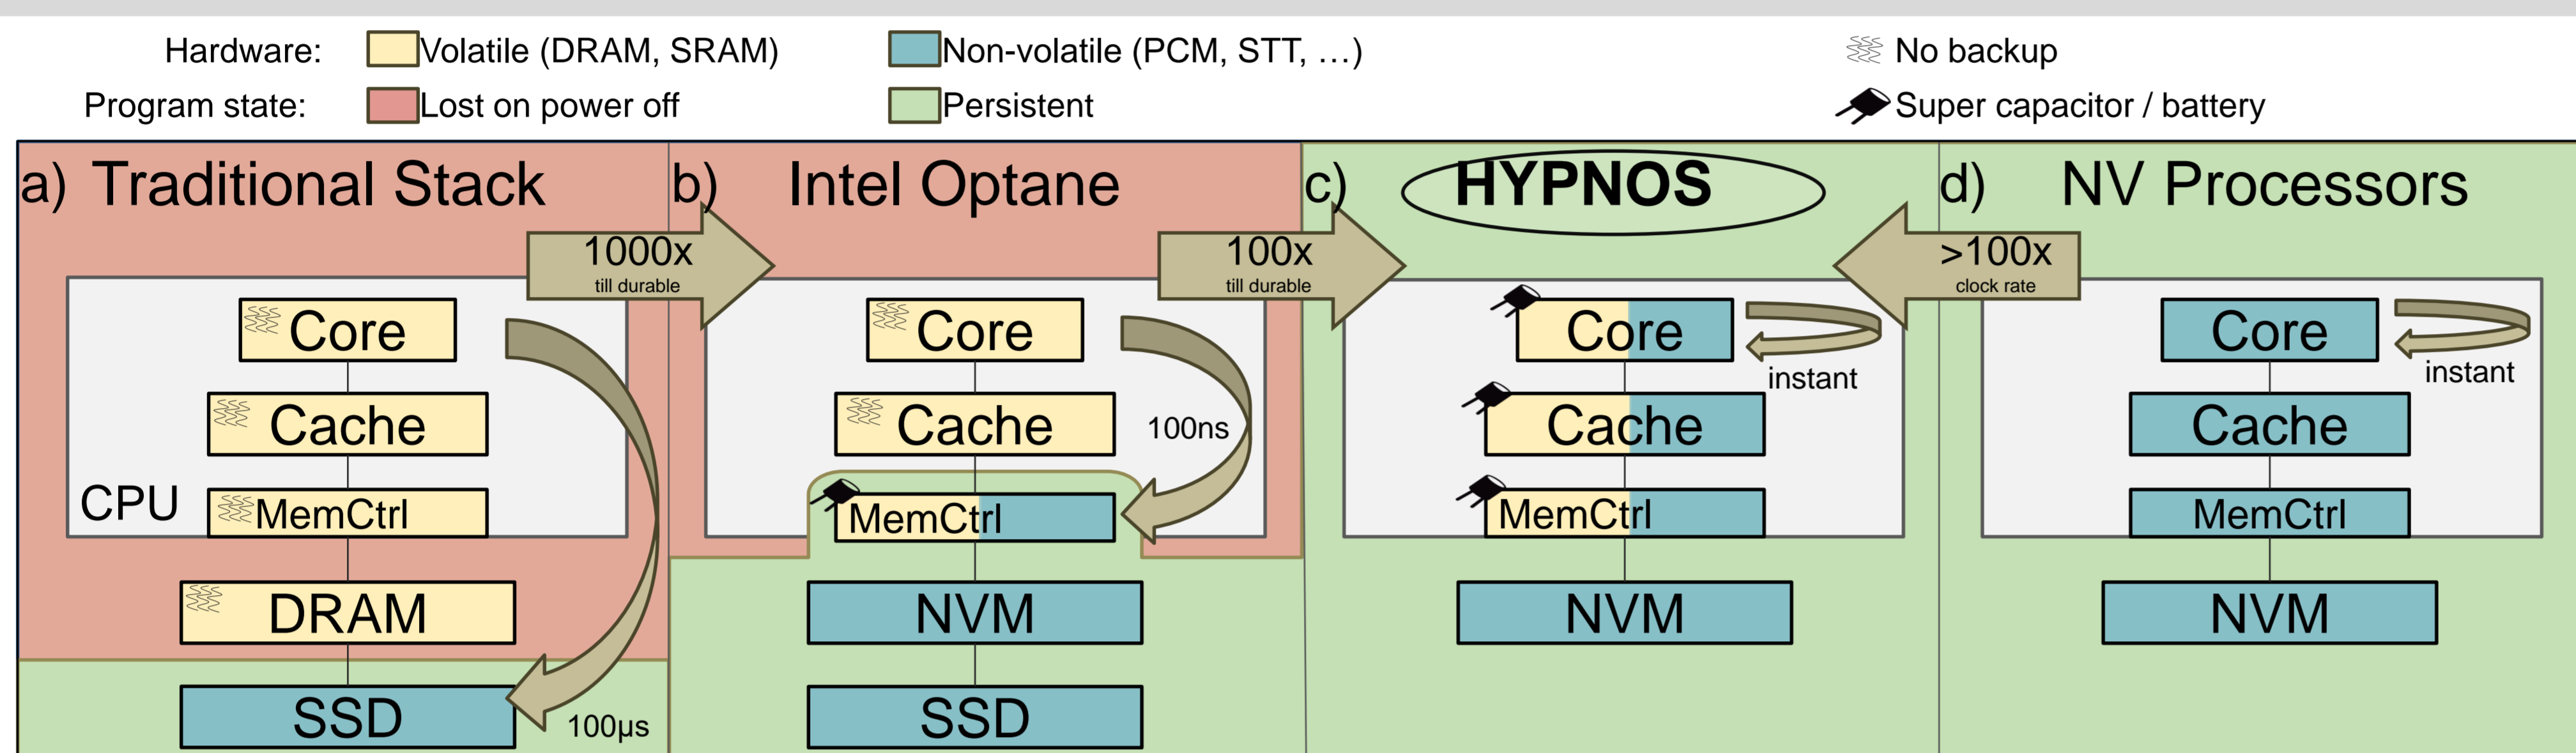 Hardware: Volatile (DRAM, SRAM) Non-volatile (PCM, STT, …) No backup
Program state: Lost on power off Persistent Super capacitor / battery
a) Traditional Stack
1000x
till durable
Core
Cache
CPU
MemCtrl
DRAM
SSD
100µs
b) Intel Optane
100x
till durable
Core
Cache
100ns
MemCtrl
NVM
SSD
c) HYPNOS
Core
instant
Cache
MemCtrl
NVM
d) NV Processors
>100x
clock rate
Core
instant
Cache
MemCtrl
NVM